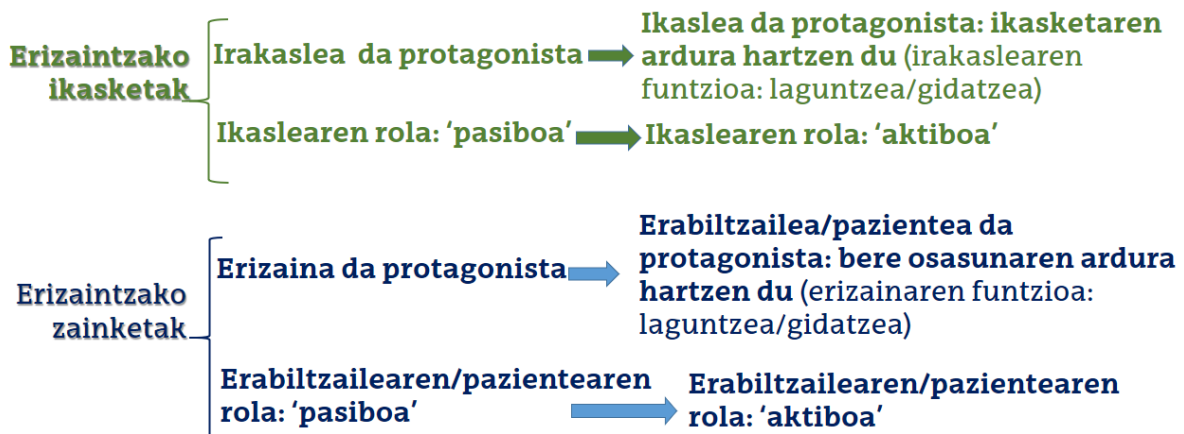 Erizaintzako
ikasketak
Irakaslea da protagonista
Ikaslea da protagonista: ikasketaren
ardura hartzen du (irakaslearen
funtzioa: laguntzea/gidatzea)
Ikaslearen rola: ‘pasiboa’
Ikaslearen rola: ‘aktiboa’
Erizaintzako
zainketak
Erizaina da protagonista
Erabiltzailea/pazientea da
protagonista: bere osasunaren ardura
hartzen du (erizainaren funtzioa:
laguntzea/gidatzea)
Erabiltzailearen/pazientearen
rola: ‘pasiboa’
Erabiltzailearen/pazientearen
rola: ‘aktiboa’